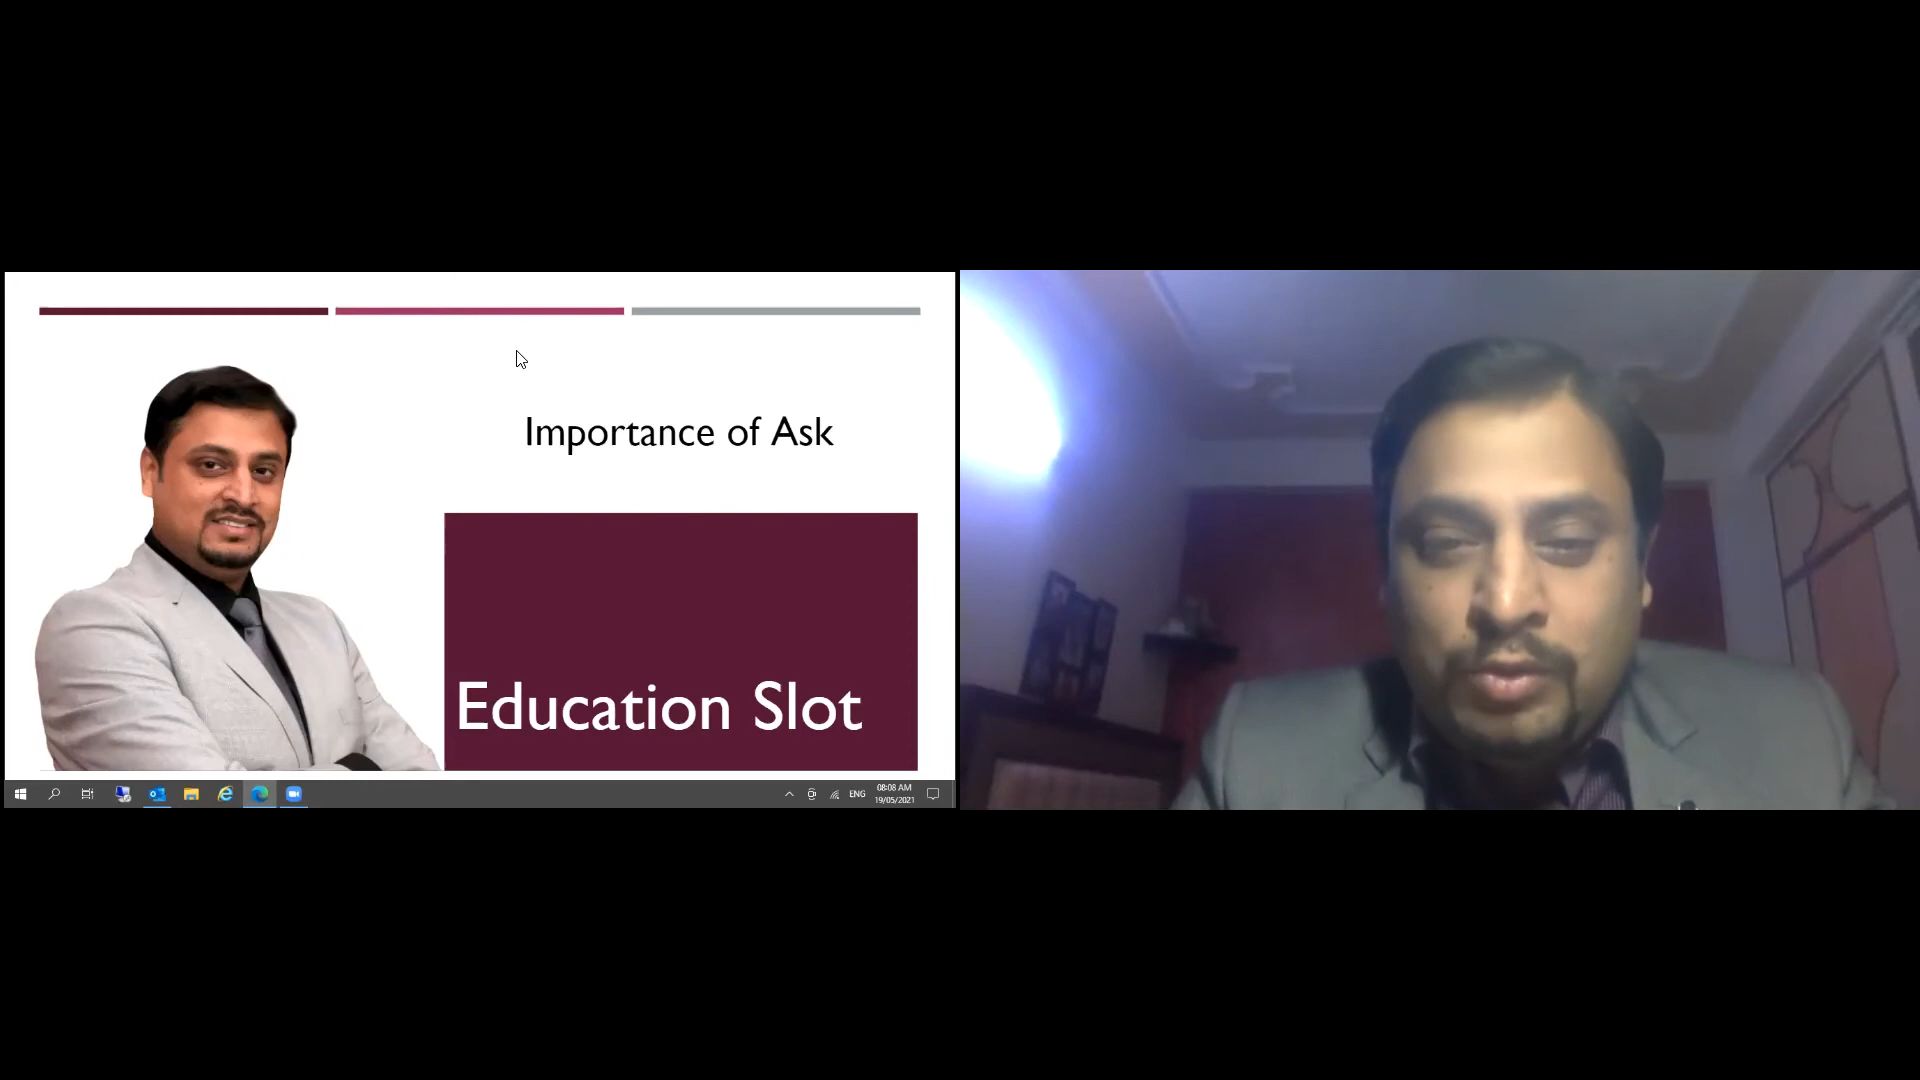 Importance of Ask
Education Slot
ENG
08:08 AM
19/05/2021